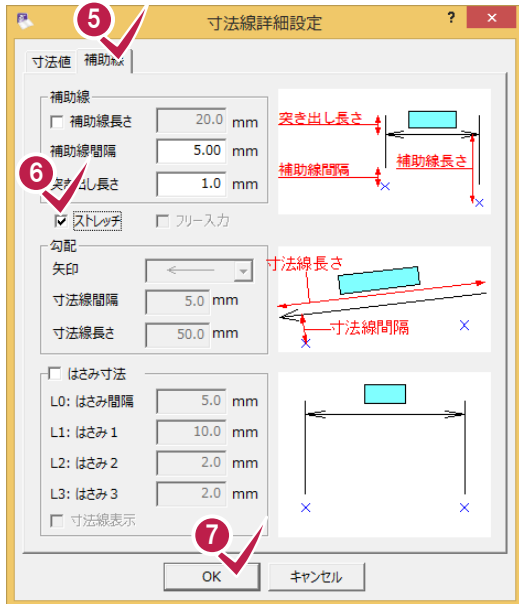 5
寸法線詳細設定 ? ×
寸法値 補助線
補助線
補助線長さ 20.0 mm
補助線間隔 5.00 mm
突き出し長さ 1.0 mm
6
ストレッチ フリー入力
突き出し長さ
補助線間隔
補助線長さ
勾配
矢印
寸法線間隔 5.0 mm
寸法線長さ 50.0 mm
寸法線長さ
寸法線間隔
はさみ寸法
L0: はさみ間隔 5.0 mm
L1: はさみ1 10.0 mm
L2: はさみ2 2.0 mm
L3: はさみ3 2.0 mm
寸法線表示
7
OK キャンセル